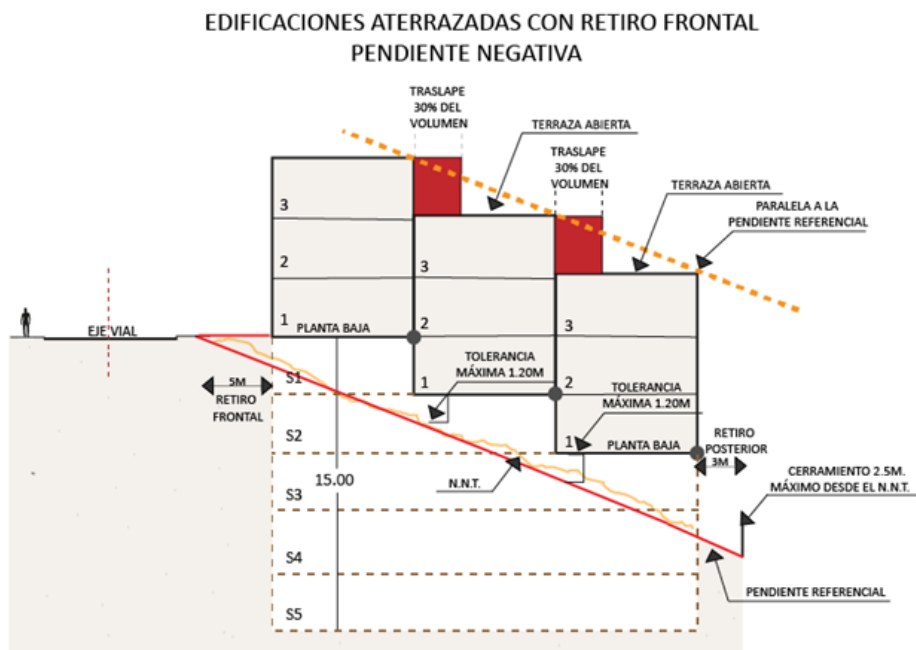 EDIFICACIONES ATERRAZADAS CON RETIRO FRONTAL
PENDIENTE NEGATIVA
TRASLAPE
30% DEL
VOLUMEN
TERRAZA ABIERTA
TRASLAPE
30% DEL
VOLUMEN
TERRAZA ABIERTA
PARALELA A LA
PENDIENTE REFERENCIAL
3
2
1
PLANTA BAJA
3
2
1
3
2
1
PLANTA BAJA
EJE VIAL
5M
RETIRO
FRONTAL
TOLERANCIA
MÁXIMA 1.20M
TOLERANCIA
MÁXIMA 1.20M
RETIRO
POSTERIOR
3M
CERRAMIENTO 2.5M.
MÁXIMO DESDE EL N.N.T.
S1
S2
S3
S4
S5
15.00
N.N.T.
PENDIENTE REFERENCIAL